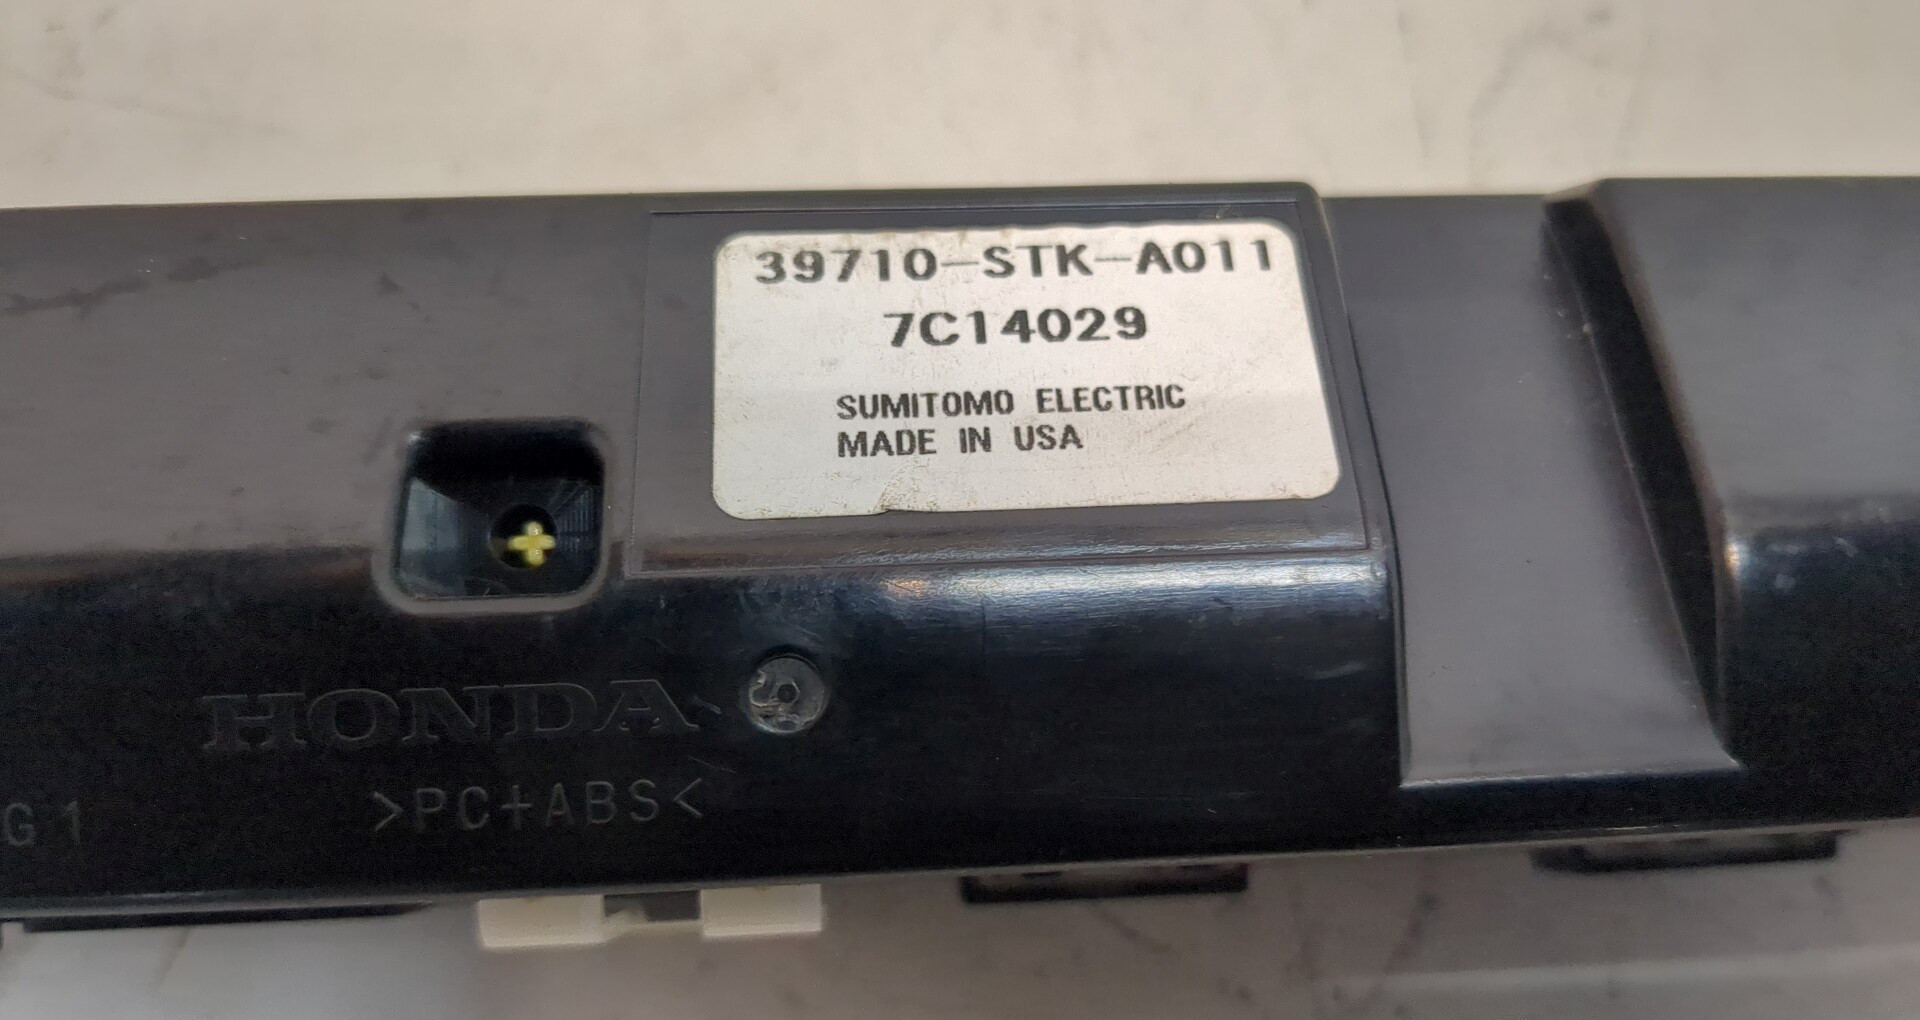 39710-STK-A011
7C14029
SUMITOMO ELECTRIC
MADE IN USA
HONDA
>PC+ABS<
G1